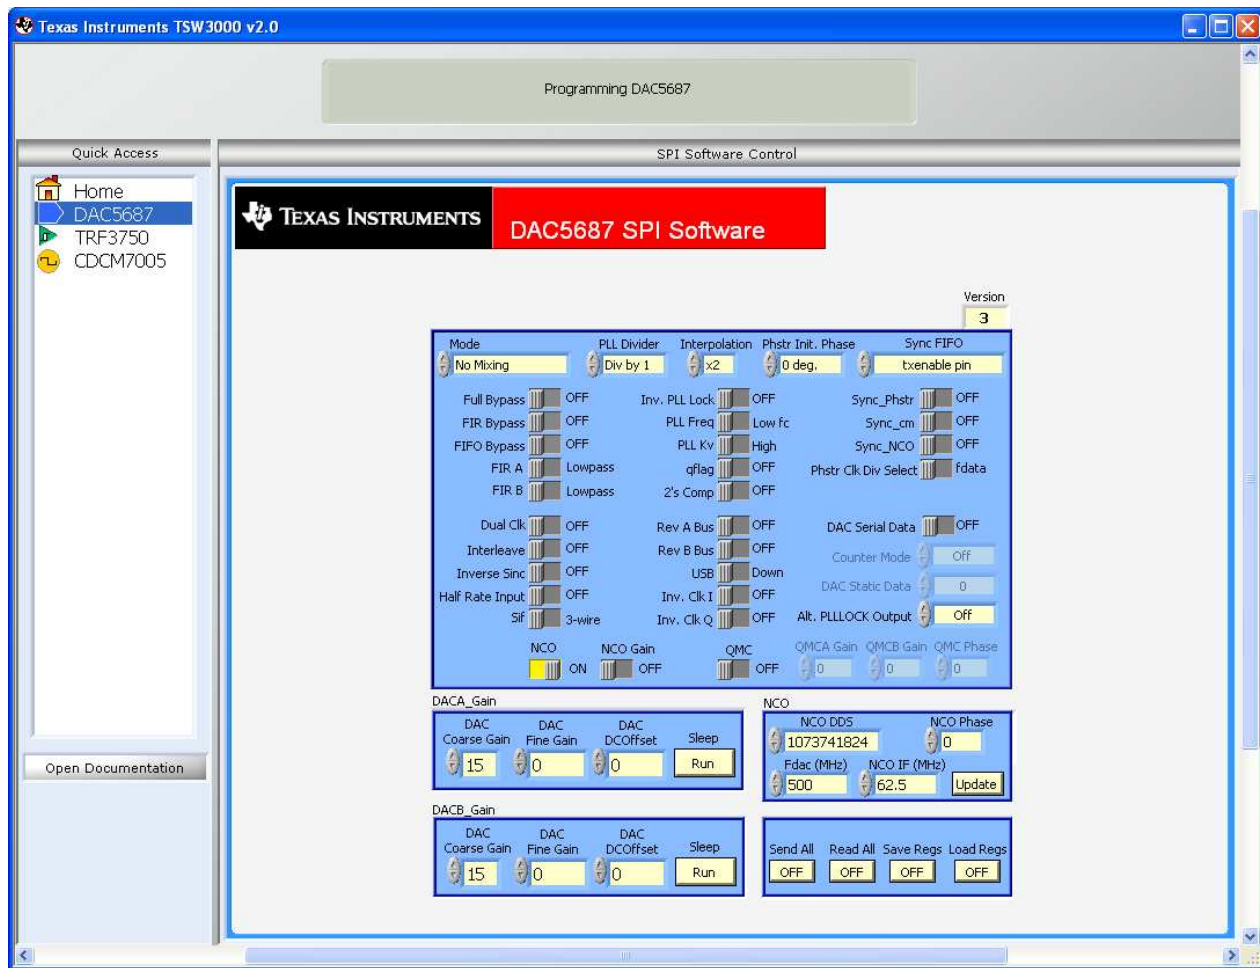 Texas Instruments TSW3000 v2.0
Programming DAC5687
Quick Access
SPI Software Control
Home
DAC5687
TRF3750
CDCM7005
Open Documentation
TEXAS INSTRUMENTS
DAC5687 SPI Software
Version
3
Mode PLL Divider Interpolation Phstr Init. Phase Sync FIFO
No Mixing Div by 1 x2 0 deg. txenable pin
Full Bypass OFF Inv. PLL Lock OFF Sync_Phstr OFF
FIR Bypass OFF PLL Freq Low fc Sync_cm OFF
FIFO Bypass OFF PLL Kv High Sync_NCO OFF
FIR A Lowpass qflag OFF Phstr Clk Div Select fdata
FIR B Lowpass 2's Comp OFF
Dual Clk OFF Rev A Bus OFF DAC Serial Data OFF
Interleave OFF Rev B Bus OFF Counter Mode Off
Inverse Sinc OFF USB Down DAC Static Data 0
Half Rate Input OFF Inv. Clk I OFF Alt. PLLLOCK Output Off
Sif 3-wire Inv. Clk Q OFF
NCO NCO Gain QMC QMCA Gain QMCB Gain QMC Phase
ON OFF OFF 0 0 0
DACA_Gain
DAC Coarse Gain DAC Fine Gain DAC DCOffset Sleep
15 0 0 Run
NCO
NCO DDS NCO Phase
1073741824 0
Fdac (MHz) NCO IF (MHz)
500 62.5 Update
DACB_Gain
DAC Coarse Gain DAC Fine Gain DAC DCOffset Sleep
15 0 0 Run
Send All Read All Save Regs Load Regs
OFF OFF OFF OFF